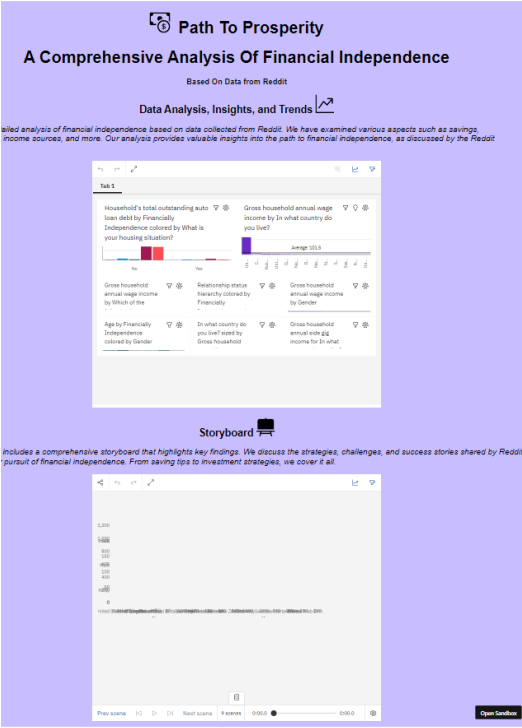 Path To Prosperity
A Comprehensive Analysis Of Financial Independence
Based On Data from Reddit
Data Analysis, Insights, and Trends
ailed analysis of financial independence based on data collected from Reddit. We have examined various aspects such as savings,
income sources, and more. Our analysis provides valuable insights into the path to financial independence, as discussed by the Reddit
Tab 1
Household's total outstanding auto
loan debt by Financially
Independence colored by What is
your housing situation?
No
Yes
Gross household annual wage
income by In what country do
you live?
Average: 101.5
Gross household
annual wage income
by Which of the
Relationship status
hierarchy colored by
Financially
Gross household
annual wage income
by Gender
Age by Financially
Independence
colored by Gender
In what country do
you live? sized by
Gross household
Gross household
annual side gig
income for In what
Storyboard
includes a comprehensive storyboard that highlights key findings. We discuss the strategies, challenges, and success stories shared by Reddit
pursuit of financial independence. From saving tips to investment strategies, we cover it all.
1,200
800
400
0
Prev scene
Next scene
9 scenes
0:00.0
0:00.0
Open Sandbox